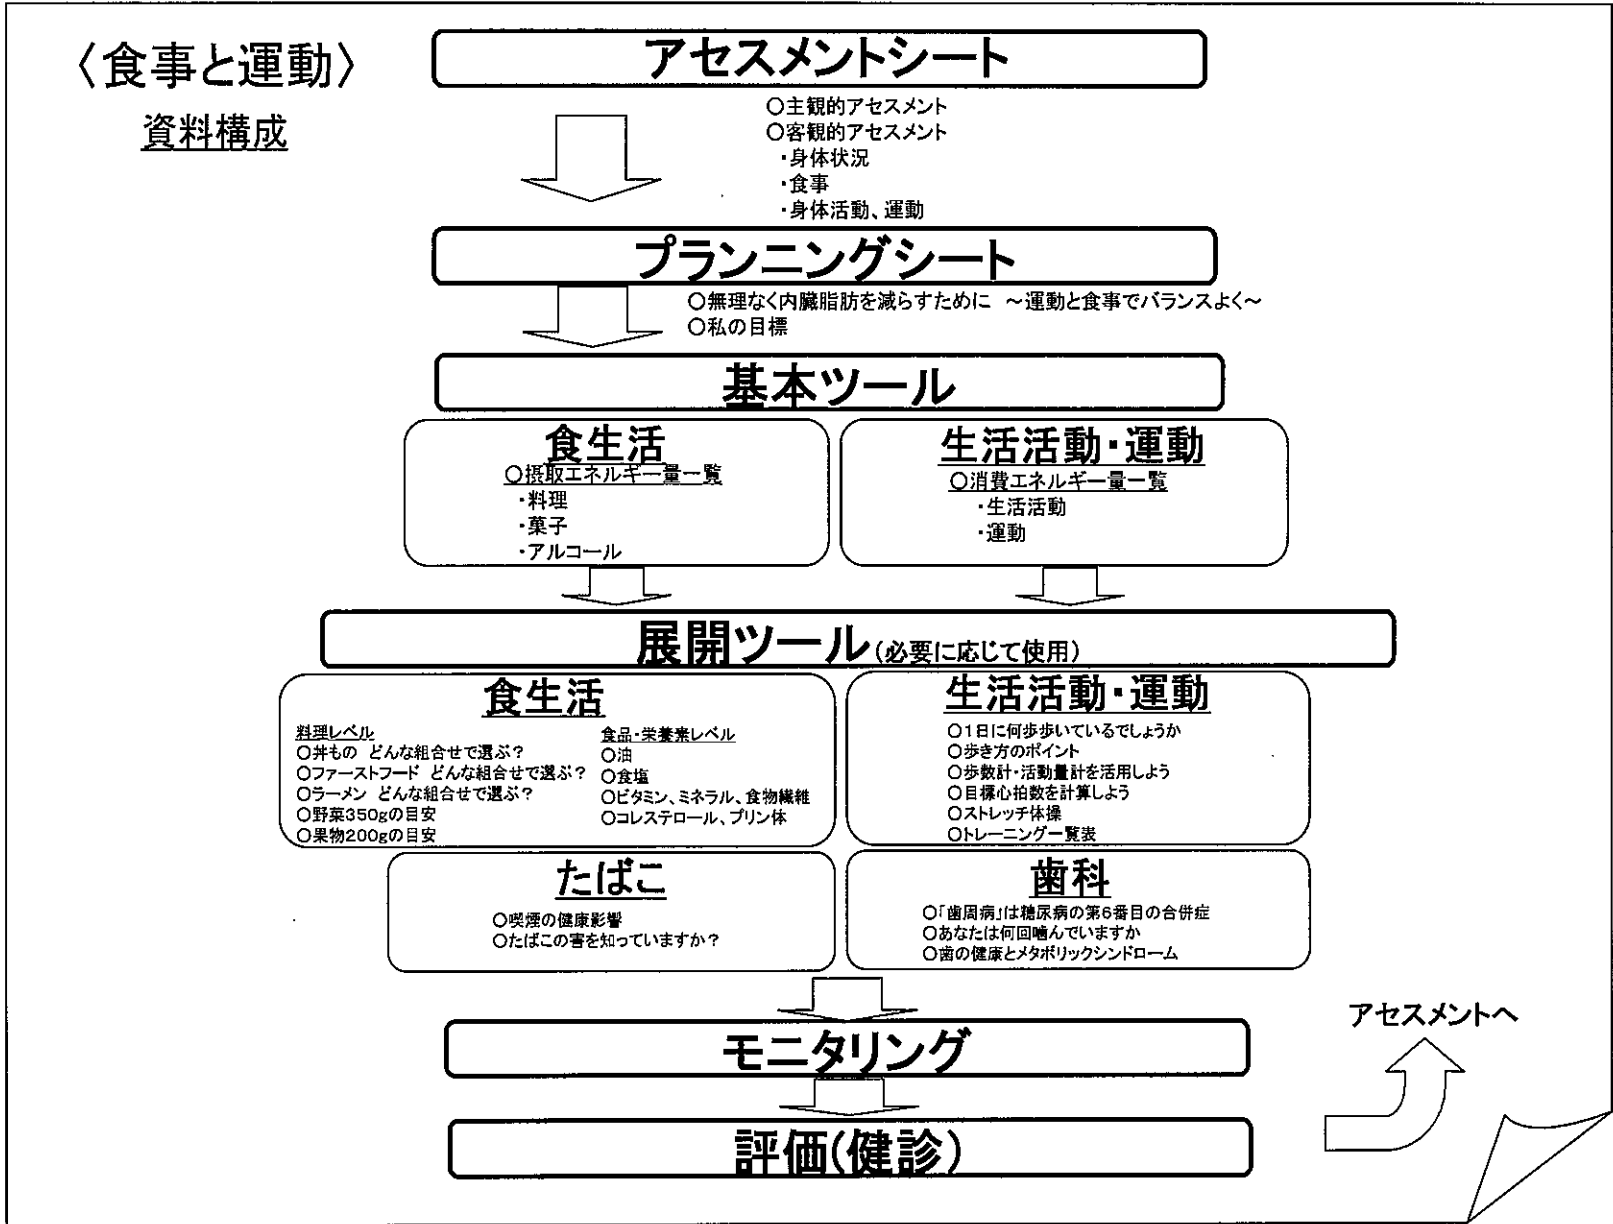 〈食事と運動〉
資料構成
アセスメントシート
○主観的アセスメント
○客観的アセスメント
・身体状況
・食事
・身体活動、運動
プランニングシート
○無理なく内臓脂肪を減らすために ～運動と食事でバランスよく～
○私の目標
基本ツール
食生活
○摂取エネルギー量一覧
・料理
・菓子
・アルコール
生活活動・運動
○消費エネルギー量一覧
・生活活動
・運動
展開ツール(必要に応じて使用)
食生活
料理レベル
○丼もの どんな組合せで選ぶ?
○ファーストフード どんな組合せで選ぶ?
○ラーメン どんな組合せで選ぶ?
○野菜350gの目安
○果物200gの目安
食品・栄養素レベル
○油
○食塩
○ビタミン、ミネラル、食物繊維
○コレステロール、プリン体
生活活動・運動
○1日に何歩歩いているでしょうか
○歩き方のポイント
○歩数計・活動量計を活用しよう
○目標心拍数を計算しよう
○ストレッチ体操
○トレーニング一覧表
たばこ
○喫煙の健康影響
○たばこの害を知っていますか?
歯科
○「歯周病」は糖尿病の第6番目の合併症
○あなたは何回噛んでいますか
○歯の健康とメタボリックシンドローム
モニタリング
評価(健診)
アセスメントへ